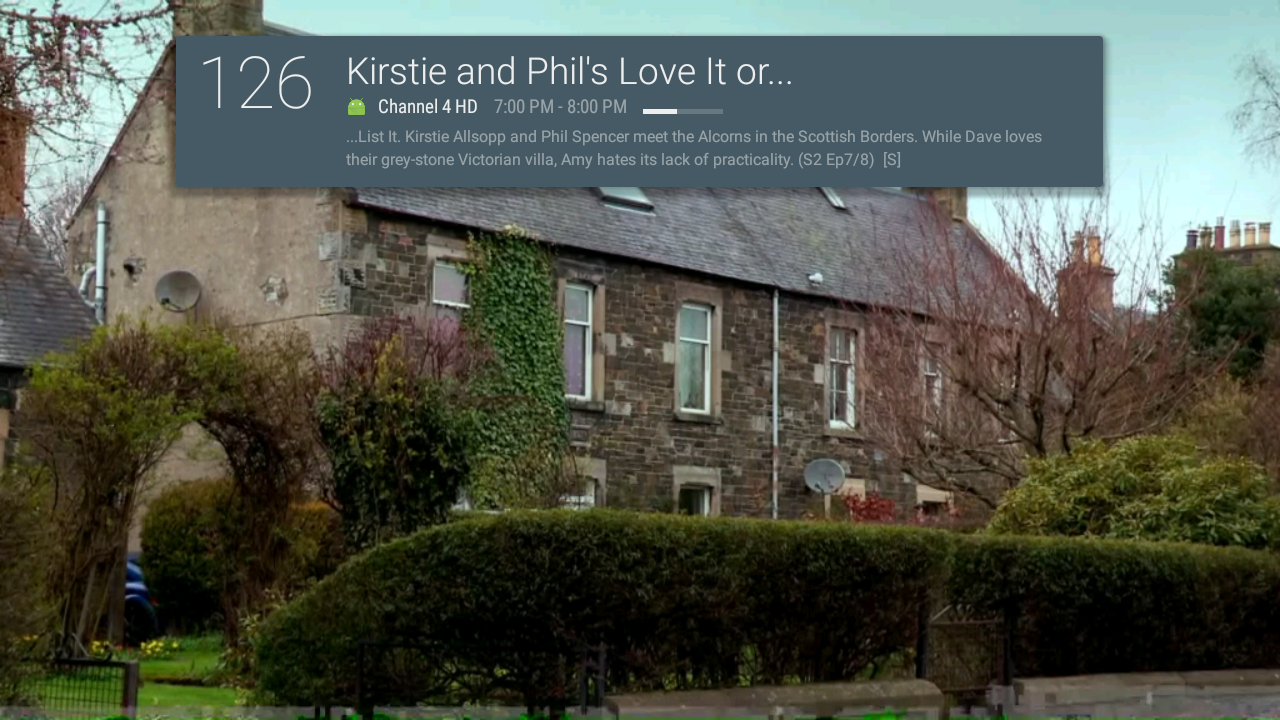 126
Kirstie and Phil's Love It or...
Channel 4 HD 7:00 PM - 8:00 PM
...List It. Kirstie Allsopp and Phil Spencer meet the Alcorns in the Scottish Borders. While Dave loves
their grey-stone Victorian villa, Amy hates its lack of practicality. (S2 Ep7/8) [S]